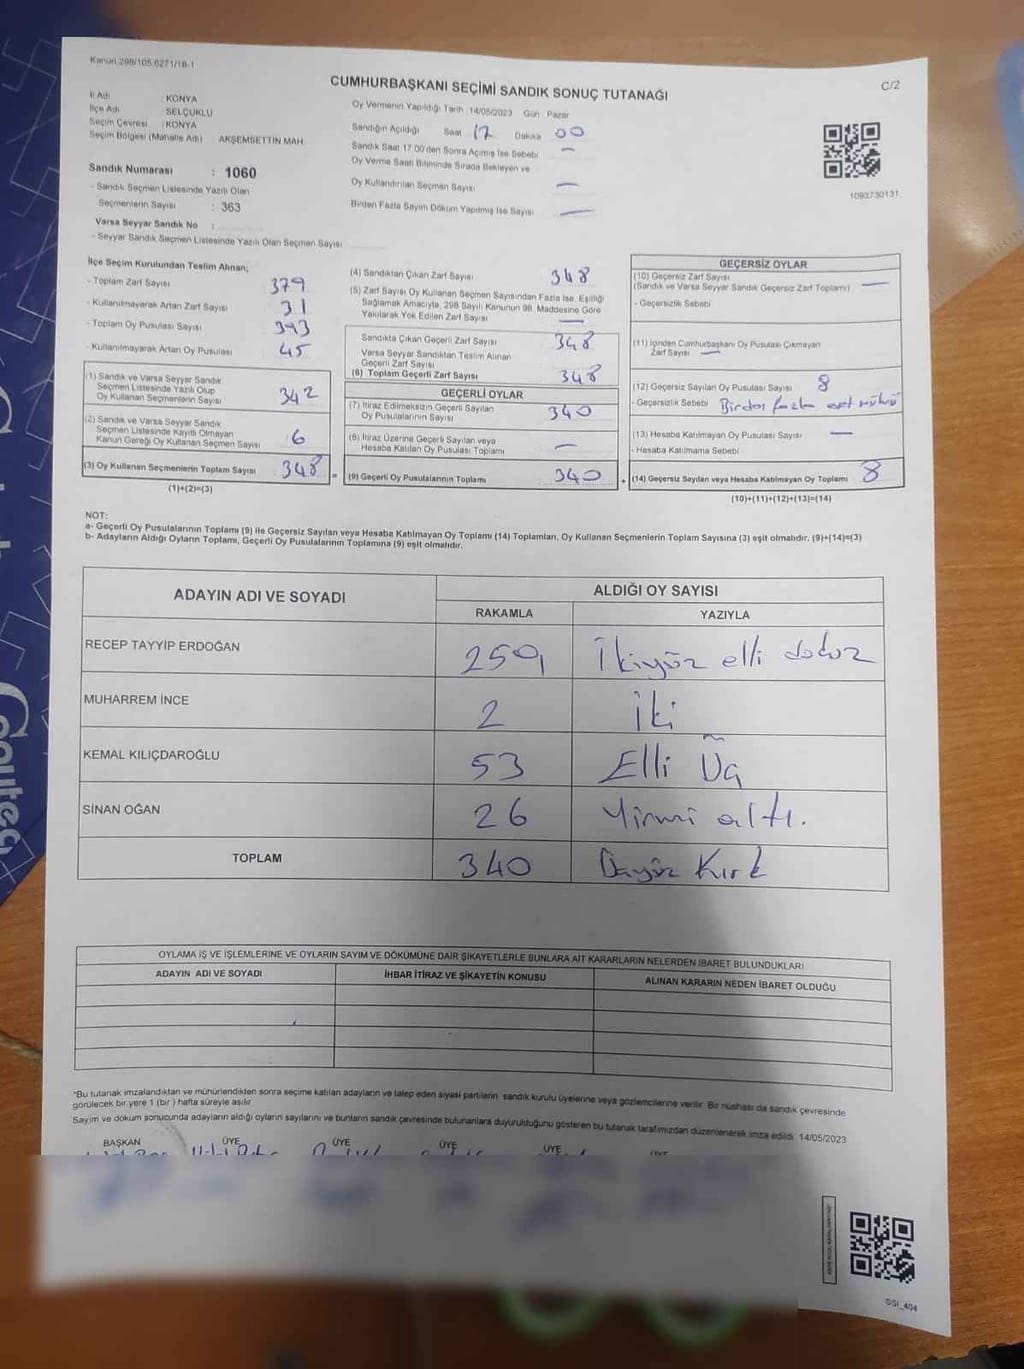 Kanun 298/105.6271/18-1
CUMHURBAŞKANI SEÇİMİ SANDIK SONUÇ TUTANAĞI
C/2
İl Adı : KONYA
İlçe Adı : SELÇUKLU
Seçim Çevresi : KONYA
Seçim Bölgesi (Mahalle Adı) AKŞEMSETTİN MAH.
Sandık Numarası : 1060
- Sandık Seçmen Listesinde Yazılı Olan
Seçmenlerin Sayısı : 363
Varsa Seyyar Sandık No :
- Seyyar Sandık Seçmen Listesinde Yazılı Olan Seçmen Sayısı
Oy Vermenin Yapıldığı Tarih 14/05/2023 Gün Pazar
Sandığın Açıldığı Saat 17 Dakika 00
Sandık Saat 17.00'den Sonra Açılmış İse Sebebi —
Oy Verme Saati Bitiminde Sırada Bekleyen ve
Oy Kullandırılan Seçmen Sayısı —
Birden Fazla Sayım Döküm Yapılmış İse Sayısı —
1093730131
İlçe Seçim Kurulundan Teslim Alınan;
- Toplam Zarf Sayısı 379
- Kullanılmayarak Artan Zarf Sayısı 31
- Toplam Oy Pusulası Sayısı 393
- Kullanılmayarak Artan Oy Pusulası 45
(1) Sandık ve Varsa Seyyar Sandık
Seçmen Listesinde Yazılı Olup
Oy Kullanan Seçmenlerin Sayısı 342
(2) Sandık ve Varsa Seyyar Sandık
Seçmen Listesinde Kayıtlı Olmayan
Kanun Gereği Oy Kullanan Seçmen Sayısı 6
(3) Oy Kullanan Seçmenlerin Toplam Sayısı 348 =
(1)+(2)=(3)
(4) Sandıktan Çıkan Zarf Sayısı 348
(5) Zarf Sayısı Oy Kullanan Seçmen Sayısından Fazla İse, Eşitliği
Sağlamak Amacıyla, 298 Sayılı Kanunun 98. Maddesine Göre
Yakılarak Yok Edilen Zarf Sayısı —
Sandıkta Çıkan Geçerli Zarf Sayısı 348
Varsa Seyyar Sandıktan Teslim Alınan
Geçerli Zarf Sayısı
(6) Toplam Geçerli Zarf Sayısı 348
GEÇERLİ OYLAR
(7) İtiraz Edilmeksizin Geçerli Sayılan
Oy Pusulalarının Sayısı 340
(8) İtiraz Üzerine Geçerli Sayılan veya
Hesaba Katılan Oy Pusulası Toplamı —
(9) Geçerli Oy Pusulalarının Toplamı 340 +
GEÇERSİZ OYLAR
(10) Geçersiz Zarf Sayısı
(Sandık ve Varsa Seyyar Sandık Geçersiz Zarf Toplamı) —
- Geçersizlik Sebebi
(11) İçinden Cumhurbaşkanı Oy Pusulası Çıkmayan
Zarf Sayısı —
(12) Geçersiz Sayılan Oy Pusulası Sayısı 8
- Geçersizlik Sebebi Birden fazla evet mührü
(13) Hesaba Katılmayan Oy Pusulası Sayısı —
- Hesaba Katılmama Sebebi
(14) Geçersiz Sayılan veya Hesaba Katılmayan Oy Toplamı 8
(10)+(11)+(12)+(13)=(14)
NOT:
a- Geçerli Oy Pusulalarının Toplamı (9) ile Geçersiz Sayılan veya Hesaba Katılmayan Oy Toplamı (14) Toplamları, Oy Kullanan Seçmenlerin Toplam Sayısına (3) eşit olmalıdır. (9)+(14)=(3)
b- Adayların Aldığı Oyların Toplamı, Geçerli Oy Pusulalarının Toplamına (9) eşit olmalıdır.
ADAYIN ADI VE SOYADI
ALDIĞI OY SAYISI
RAKAMLA YAZIYLA
RECEP TAYYİP ERDOĞAN 259 İkiyüz elli dokuz
MUHARREM İNCE 2 İki
KEMAL KILIÇDAROĞLU 53 Elli Üç
SİNAN OĞAN 26 Yirmi altı.
TOPLAM 340 Üçyüz Kırk
OYLAMA İŞ VE İŞLEMLERİNE VE OYLARIN SAYIM VE DÖKÜMÜNE DAİR ŞİKAYETLERLE BUNLARA AİT KARARLARIN NELERDEN İBARET BULUNDUKLARI
ADAYIN ADI VE SOYADI İHBAR İTİRAZ VE ŞİKAYETİN KONUSU ALINAN KARARIN NEDEN İBARET OLDUĞU
*Bu tutanak imzalandıktan ve mühürlendikten sonra seçime katılan adayların ve talep eden siyasi partilerin sandık kurulu üyelerine veya gözlemcilerine verilir. Bir nüshası da sandık çevresinde
görülecek bir yere 1 (bir) hafta süreyle asılır.
Sayım ve döküm sonucunda adayların aldığı oyların sayılarını ve bunların sandık çevresinde bulunanlara duyurulduğunu gösteren bu tutanak tarafımızdan düzenlenerek imza edildi. 14/05/2023
BAŞKAN ÜYE ÜYE ÜYE ÜYE ÜYE
SSI_404